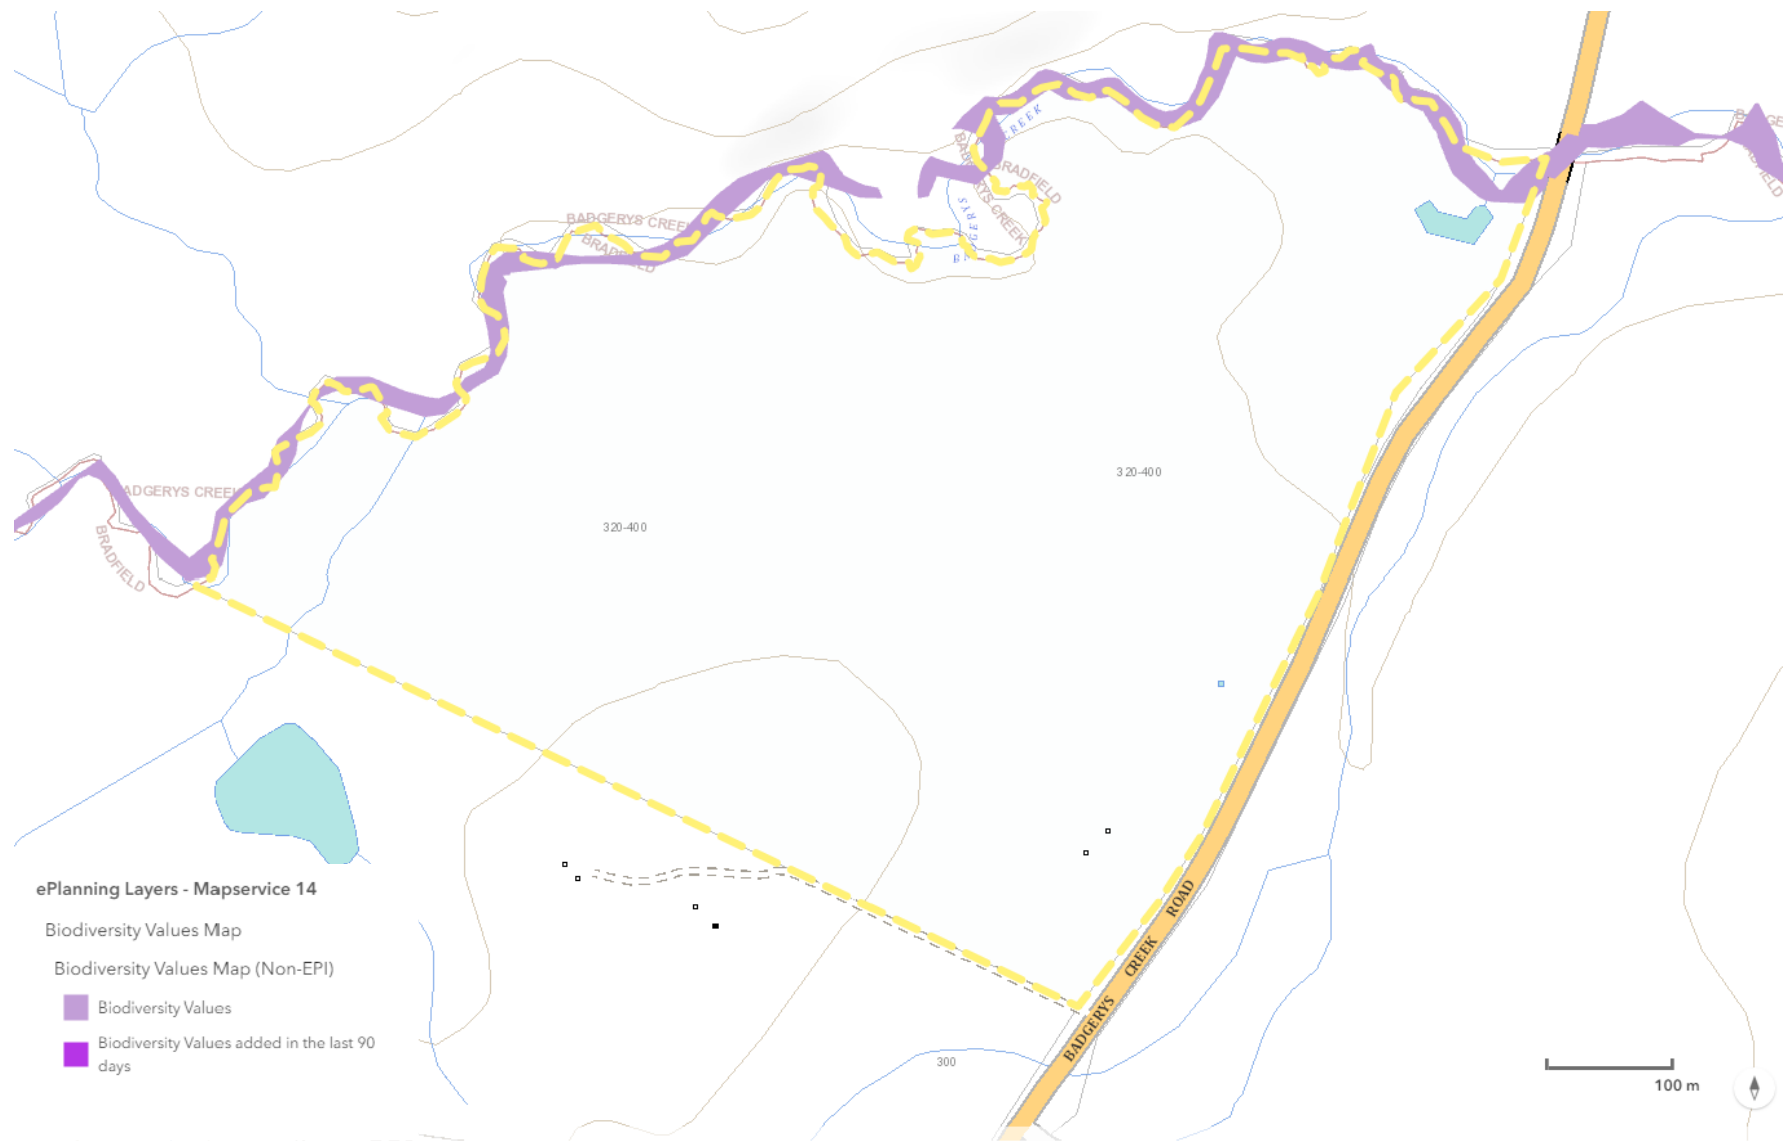 CREEK
BADGERYS CREEK
BRADFIELD
BADGERYS
BADGERYS CREEK
BRADFIELD
BRADFIELD
320-400
ADGERYS CREEK
320-400
BRADFIELD
BADGERYS CREEK ROAD
ePlanning Layers - Mapservice 14
Biodiversity Values Map
Biodiversity Values Map (Non-EPI)
Biodiversity Values
Biodiversity Values added in the last 90
days
300
100 m